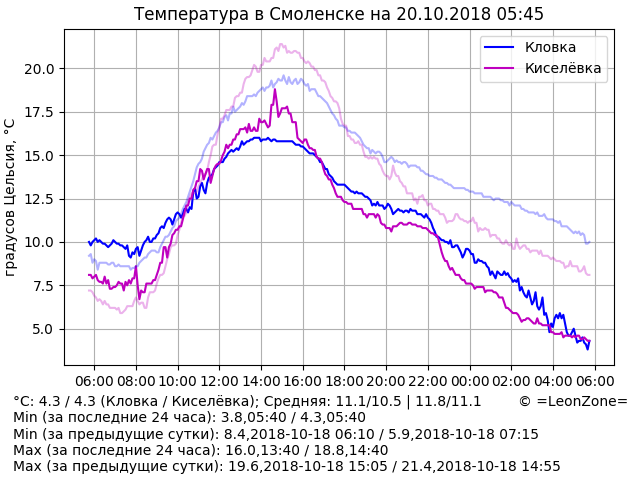 Температура в Смоленске на 20.10.2018 05:45
градусов Цельсия, °C
20.0
17.5
15.0
12.5
10.0
7.5
5.0
Кловка
Киселёвка
06:00 08:00 10:00 12:00 14:00 16:00 18:00 20:00 22:00 00:00 02:00 04:00 06:00
°C: 4.3 / 4.3 (Кловка / Киселёвка); Средняя: 11.1/10.5 | 11.8/11.1 © =LeonZone=
Min (за последние 24 часа): 3.8,05:40 / 4.3,05:40
Min (за предыдущие сутки): 8.4,2018-10-18 06:10 / 5.9,2018-10-18 07:15
Max (за последние 24 часа): 16.0,13:40 / 18.8,14:40
Max (за предыдущие сутки): 19.6,2018-10-18 15:05 / 21.4,2018-10-18 14:55